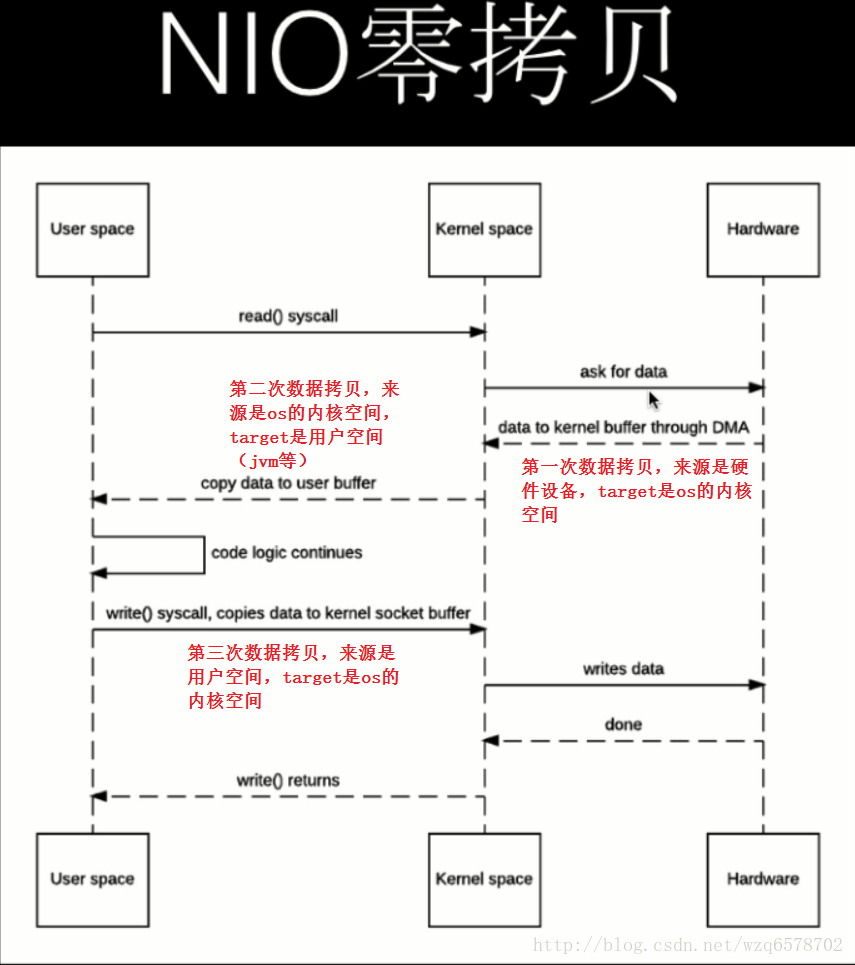 NIO零拷贝
User space
Kernel space
Hardware
read() syscall
ask for data
第二次数据拷贝，来
源是os的内核空间，
target是用户空间
（jvm等）
data to kernel buffer through DMA
第一次数据拷贝，来源是硬
件设备，target是os的内核
空间
copy data to user buffer
code logic continues
write() syscall, copies data to kernel socket buffer
第三次数据拷贝，来源是
用户空间，target是os的
内核空间
writes data
done
write() returns
User space
Kernel space
Hardware
http://blog.csdn.net/wzq6578702